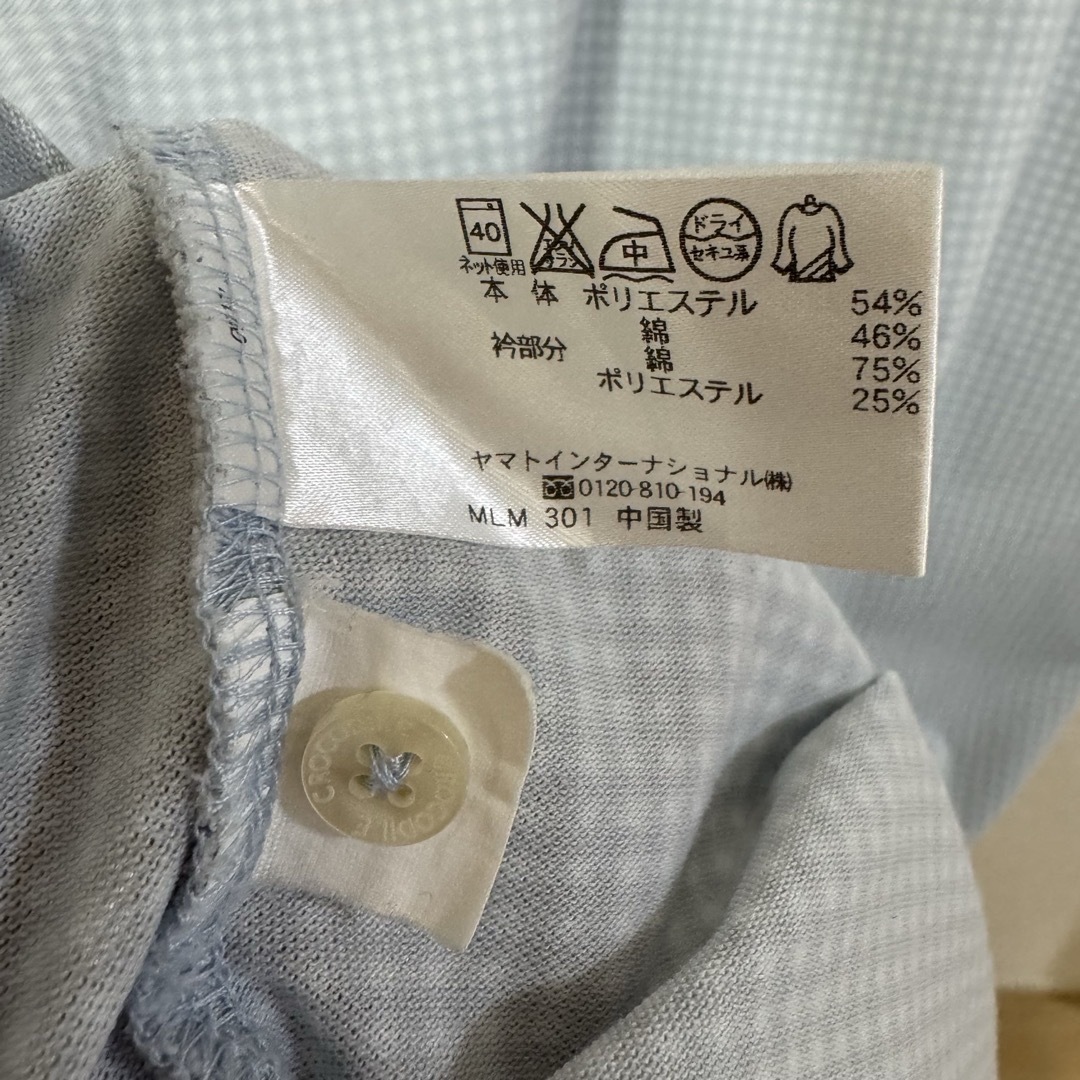 40
ネット使用
中
ドライ
セキユ系
本体 ポリエステル 54%
綿 46%
衿部分 綿 75%
ポリエステル 25%
ヤマトインターナショナル㈱
0120-810-194
MLM 301 中国製
CROCODILE
CROCODILE